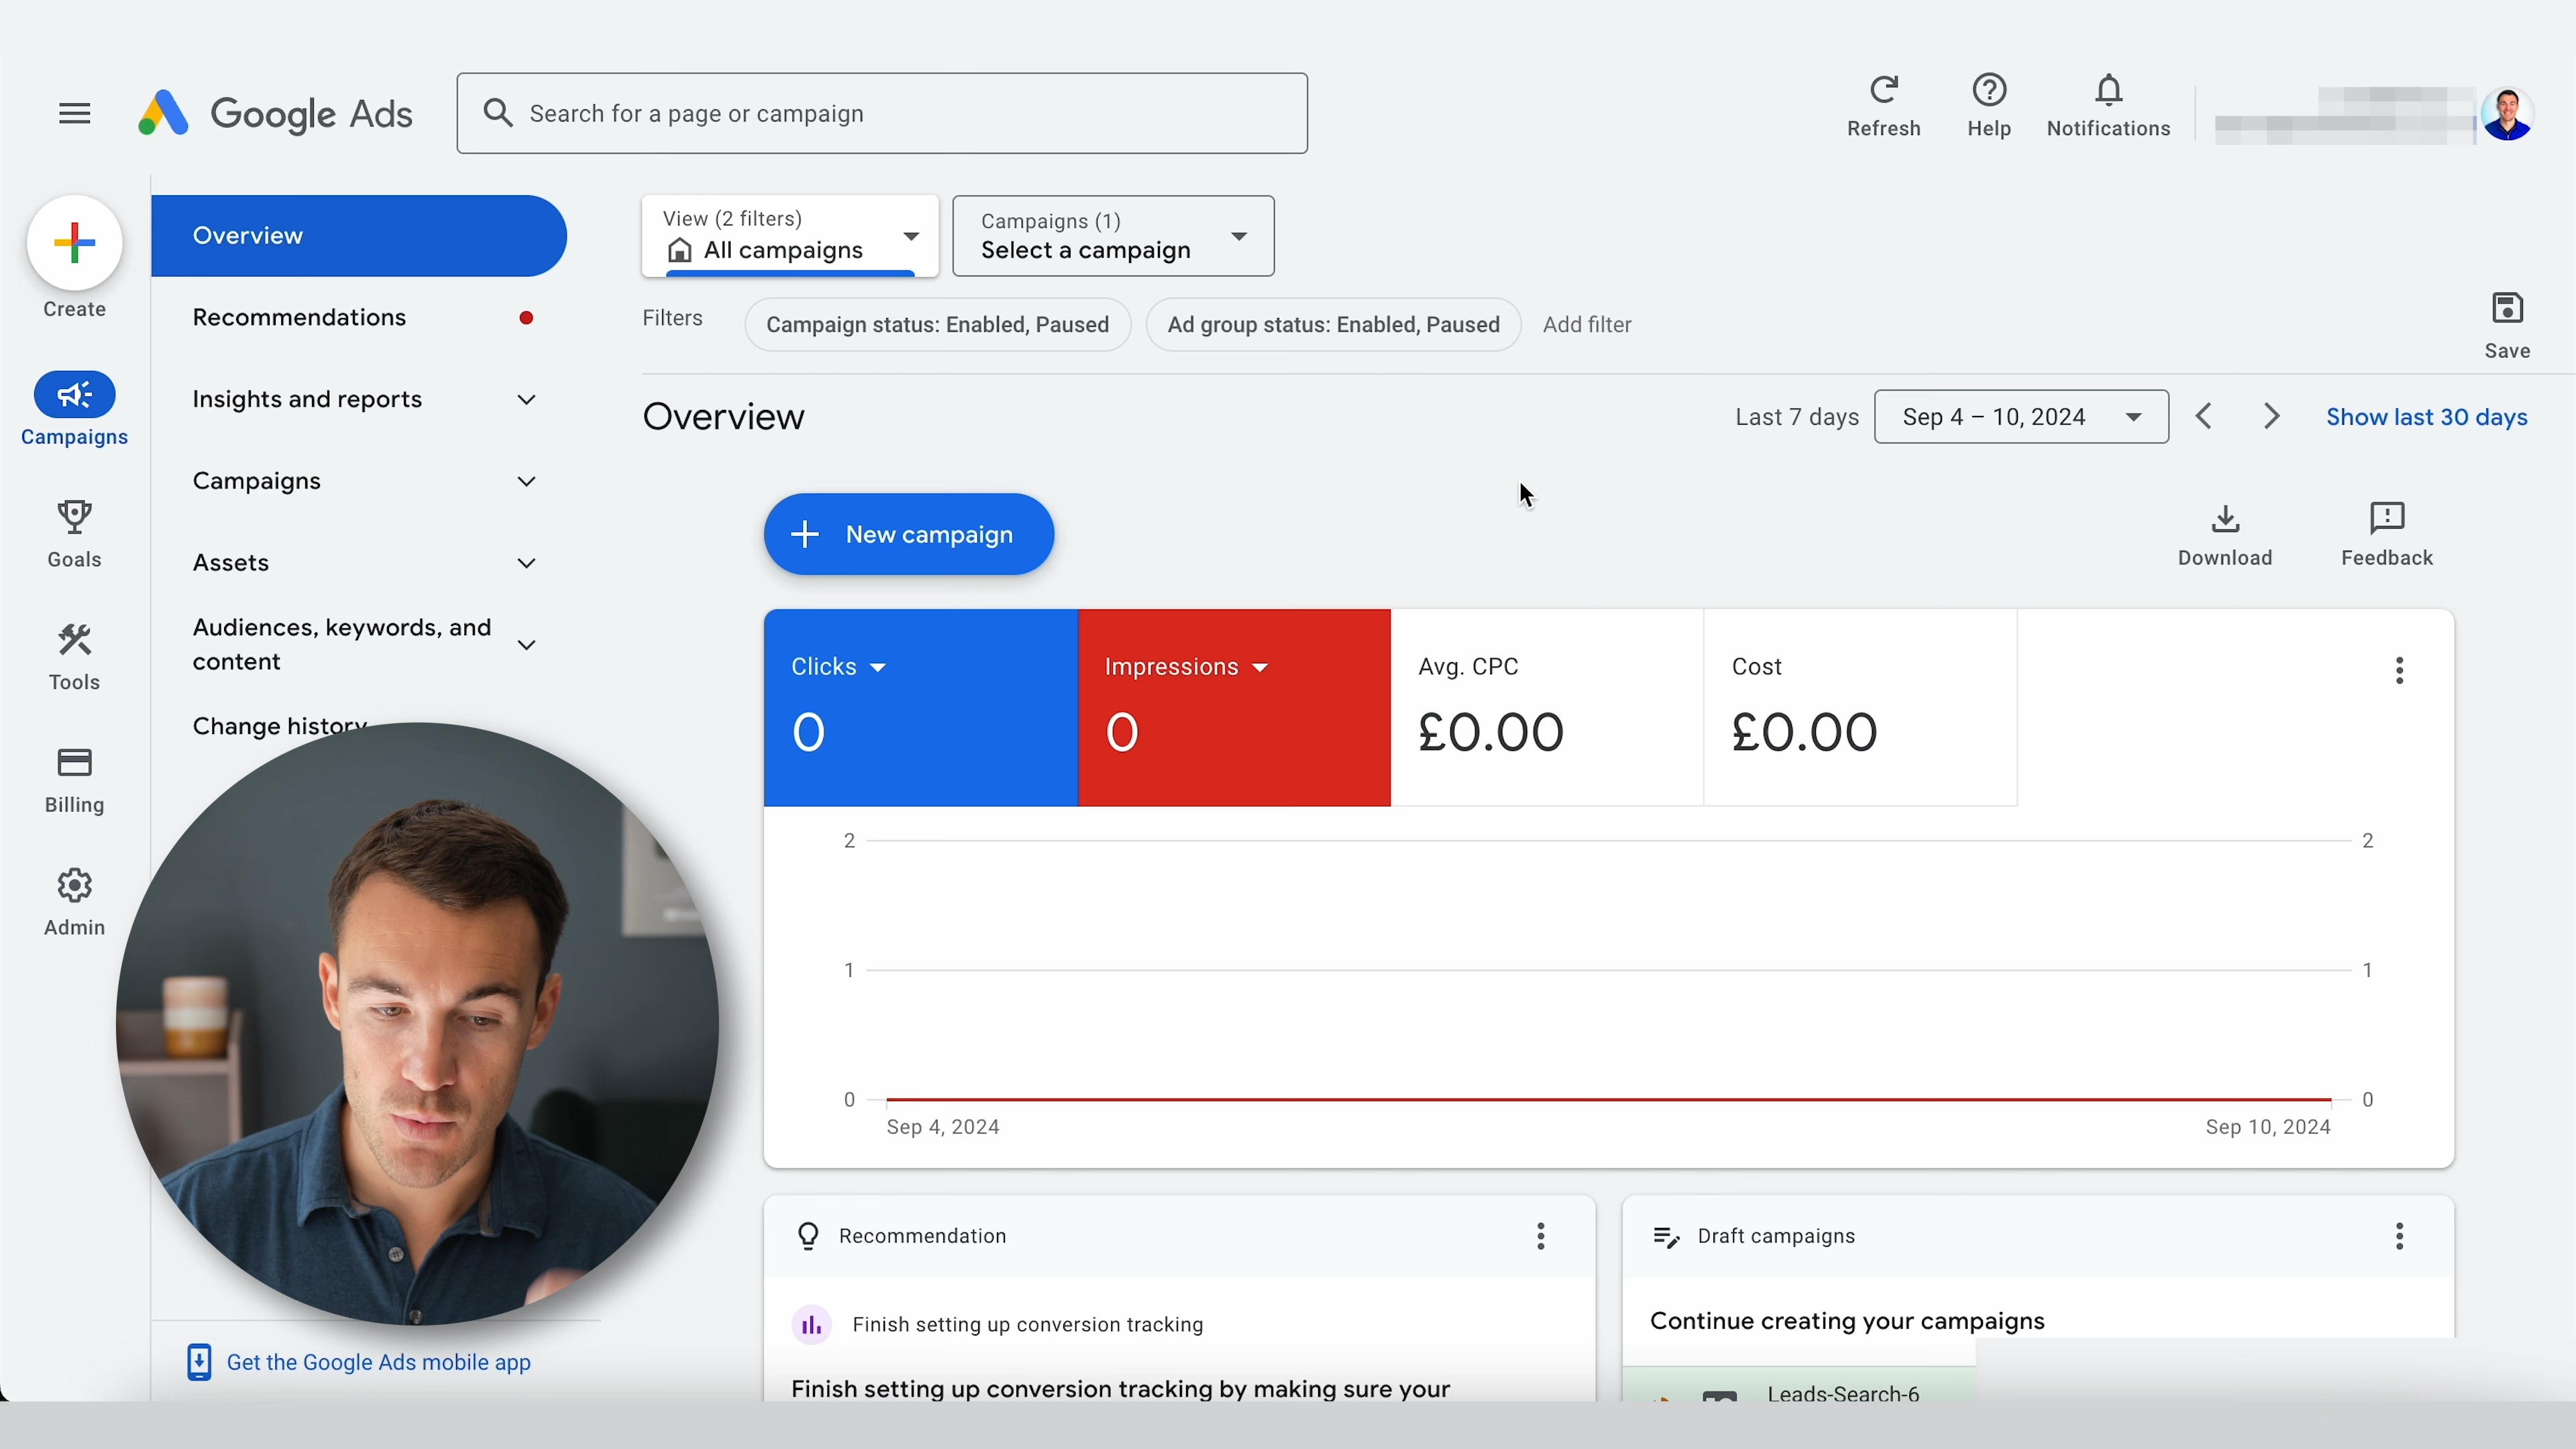 Google Ads
Search for a page or campaign
Refresh
Help
Notifications
Create
Campaigns
Goals
Tools
Billing
Admin
Overview
Recommendations
Insights and reports
Campaigns
Assets
Audiences, keywords, and
content
Change history
Get the Google Ads mobile app
View (2 filters)
All campaigns
Campaigns (1)
Select a campaign
Filters
Campaign status: Enabled, Paused
Ad group status: Enabled, Paused
Add filter
Save
Overview
Last 7 days
Sep 4 – 10, 2024
Show last 30 days
New campaign
Download
Feedback
Clicks
0
Impressions
0
Avg. CPC
£0.00
Cost
£0.00
2
2
1
1
0
0
Sep 4, 2024
Sep 10, 2024
Recommendation
Finish setting up conversion tracking
Finish setting up conversion tracking by making sure your
Draft campaigns
Continue creating your campaigns
Leads-Search-6